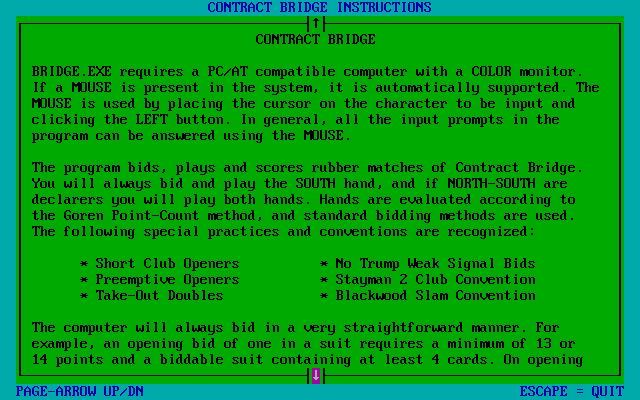 CONTRACT BRIDGE INSTRUCTIONS
↑
CONTRACT BRIDGE
BRIDGE.EXE requires a PC/AT compatible computer with a COLOR monitor.
If a MOUSE is present in the system, it is automatically supported. The
MOUSE is used by placing the cursor on the character to be input and
clicking the LEFT button. In general, all the input prompts in the
program can be answered using the MOUSE.
The program bids, plays and scores rubber matches of Contract Bridge.
You will always bid and play the SOUTH hand, and if NORTH-SOUTH are
declarers you will play both hands. Hands are evaluated according to
the Goren Point-Count method, and standard bidding methods are used.
The following special practices and conventions are recognized:
* Short Club Openers * No Trump Weak Signal Bids
* Preemptive Openers * Stayman 2 Club Convention
* Take-Out Doubles * Blackwood Slam Convention
The computer will always bid in a very straightforward manner. For
example, an opening bid of one in a suit requires a minimum of 13 or
14 points and a biddable suit containing at least 4 cards. On opening
↓
PAGE-ARROW UP/DN ESCAPE = QUIT